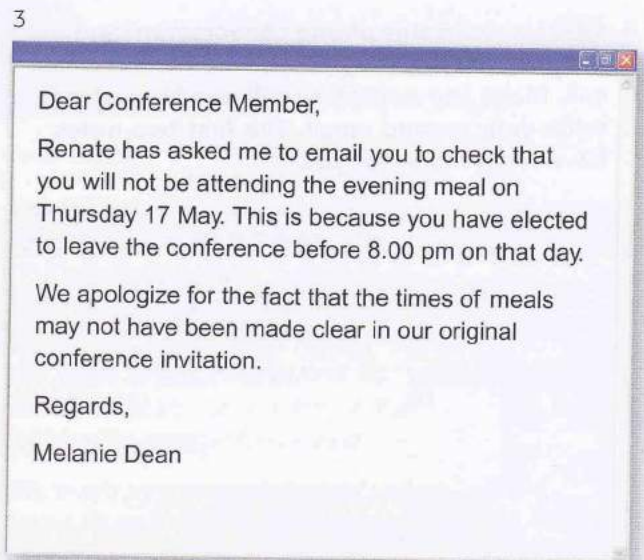 3
Dear Conference Member,
Renate has asked me to email you to check that
you will not be attending the evening meal on
Thursday 17 May. This is because you have elected
to leave the conference before 8.00 pm on that day.
We apologize for the fact that the times of meals
may not have been made clear in our original
conference invitation.
Regards,
Melanie Dean